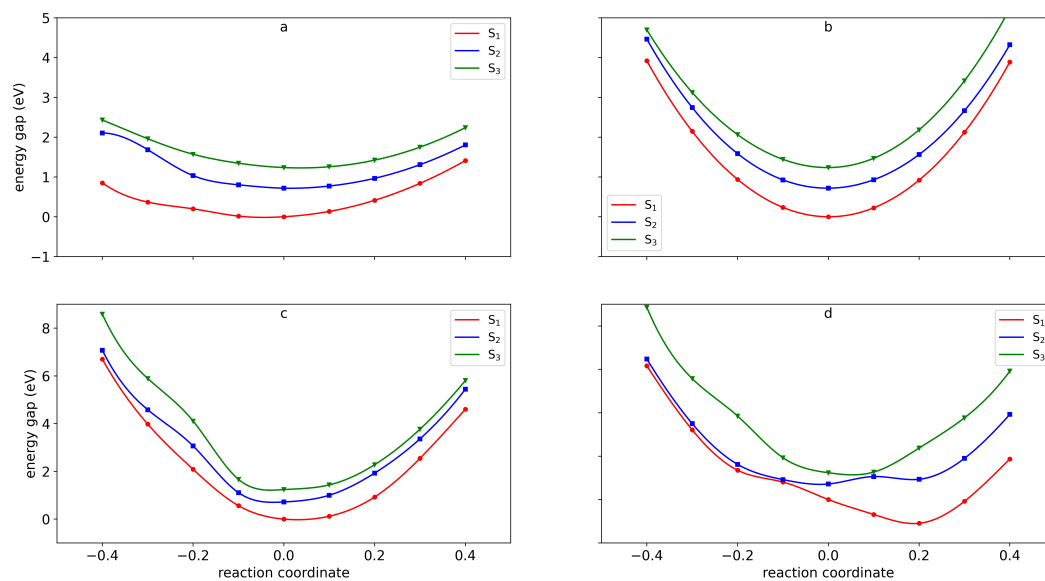 a
S₁
S₂
S₃
energy gap (eV)
5
4
3
2
1
0
−1
b
S₁
S₂
S₃
c
S₁
S₂
S₃
energy gap (eV)
8
6
4
2
0
−0.4 −0.2 0.0 0.2 0.4
reaction coordinate
d
S₁
S₂
S₃
−0.4 −0.2 0.0 0.2 0.4
reaction coordinate